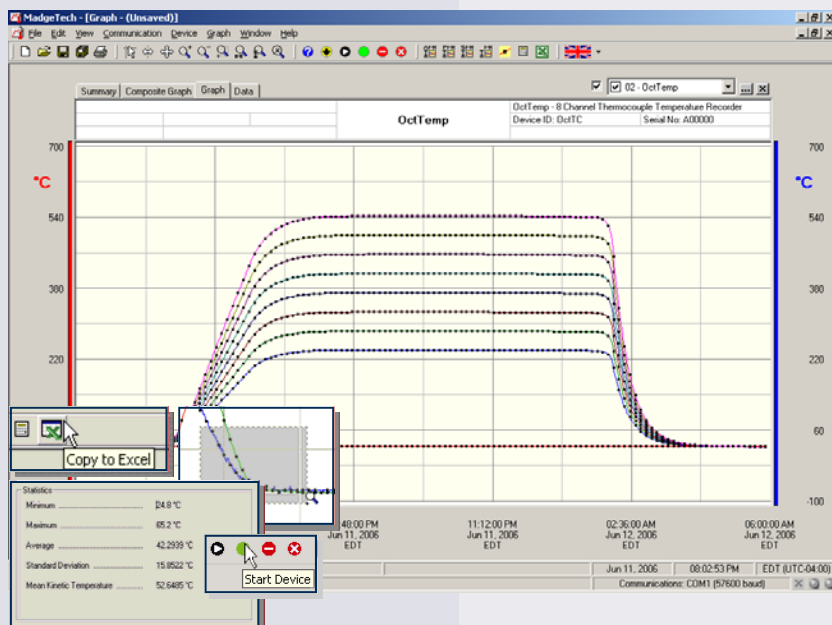 MadgeTech - [Graph - (Unsaved)]
File Edit View Communication Device Graph Window Help
Summary Composite Graph Graph Data
02 - OctTemp
OctTemp
OctTemp - 8 Channel Thermocouple Temperature Recorder
Device ID: OctTC Serial No: A00000
700 700
°C °C
540 540
380 380
220 220
60
-100
Copy to Excel
48:00 PM 11:12:00 PM 02:36:00 AM 06:00:00 AM
Jun 11, 2006 Jun 11, 2006 Jun 12, 2006 Jun 12, 2006
EDT EDT EDT EDT
Statistics
Minimum 24.8 °C
Maximum 65.2 °C
Average 42.2939 °C
Standard Deviation 15.8522 °C
Mean Kinetic Temperature 52.6485 °C
Start Device
Jun 11, 2006 08:02:53 PM EDT (UTC-04:00)
Communications: COM1 (57600 baud)